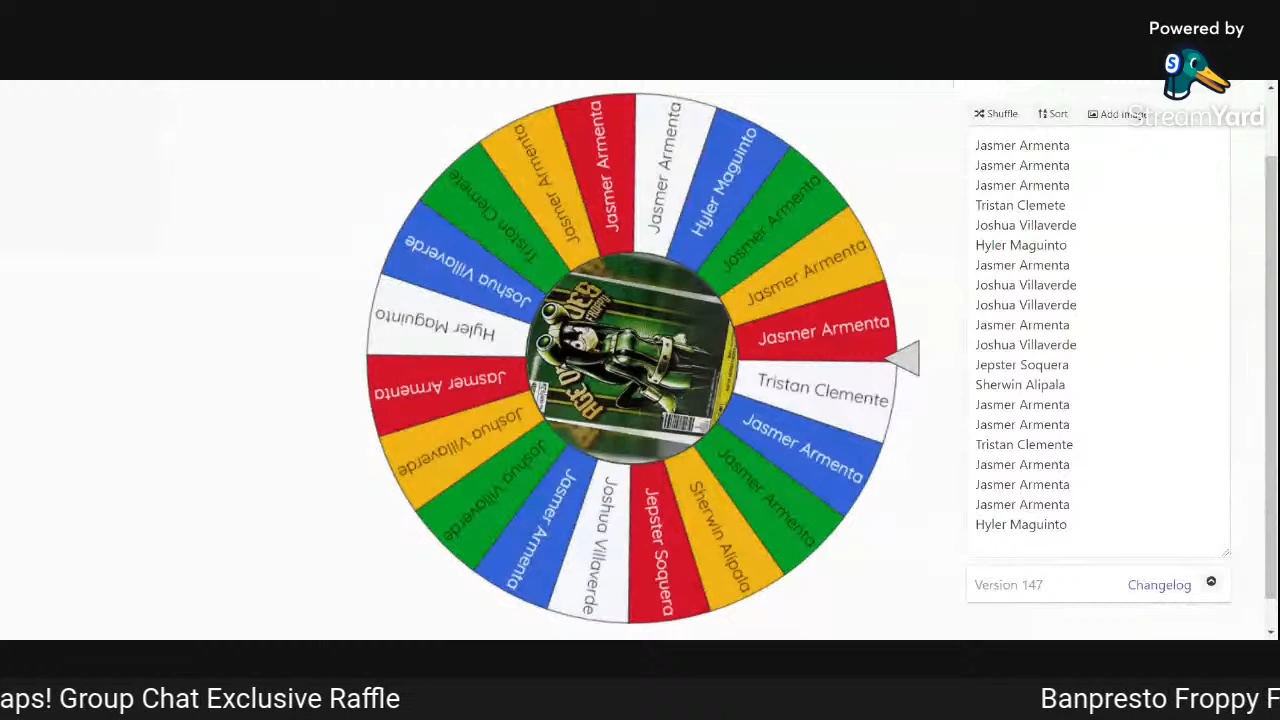 Powered by
StreamYard
Shuffle
Sort
Add image
Jasmer Armenta
Jasmer Armenta
Hyler Maguinto
Jasmer Armenta
Jasmer Armenta
Jasmer Armenta
Tristan Clemente
Jasmer Armenta
Jasmer Armenta
Sherwin Alipala
Jepster Soquera
Joshua Villaverde
Jasmer Armenta
Joshua Villaverde
Joshua Villaverde
Jasmer Armenta
Hyler Maguinto
Joshua Villaverde
Tristan Clemete
Jasmer Armenta
FROPPY
Jasmer Armenta
Jasmer Armenta
Jasmer Armenta
Tristan Clemete
Joshua Villaverde
Hyler Maguinto
Jasmer Armenta
Joshua Villaverde
Joshua Villaverde
Jasmer Armenta
Joshua Villaverde
Jepster Soquera
Sherwin Alipala
Jasmer Armenta
Jasmer Armenta
Tristan Clemente
Jasmer Armenta
Jasmer Armenta
Jasmer Armenta
Hyler Maguinto
Version 147
Changelog
aps! Group Chat Exclusive Raffle
Banpresto Froppy F